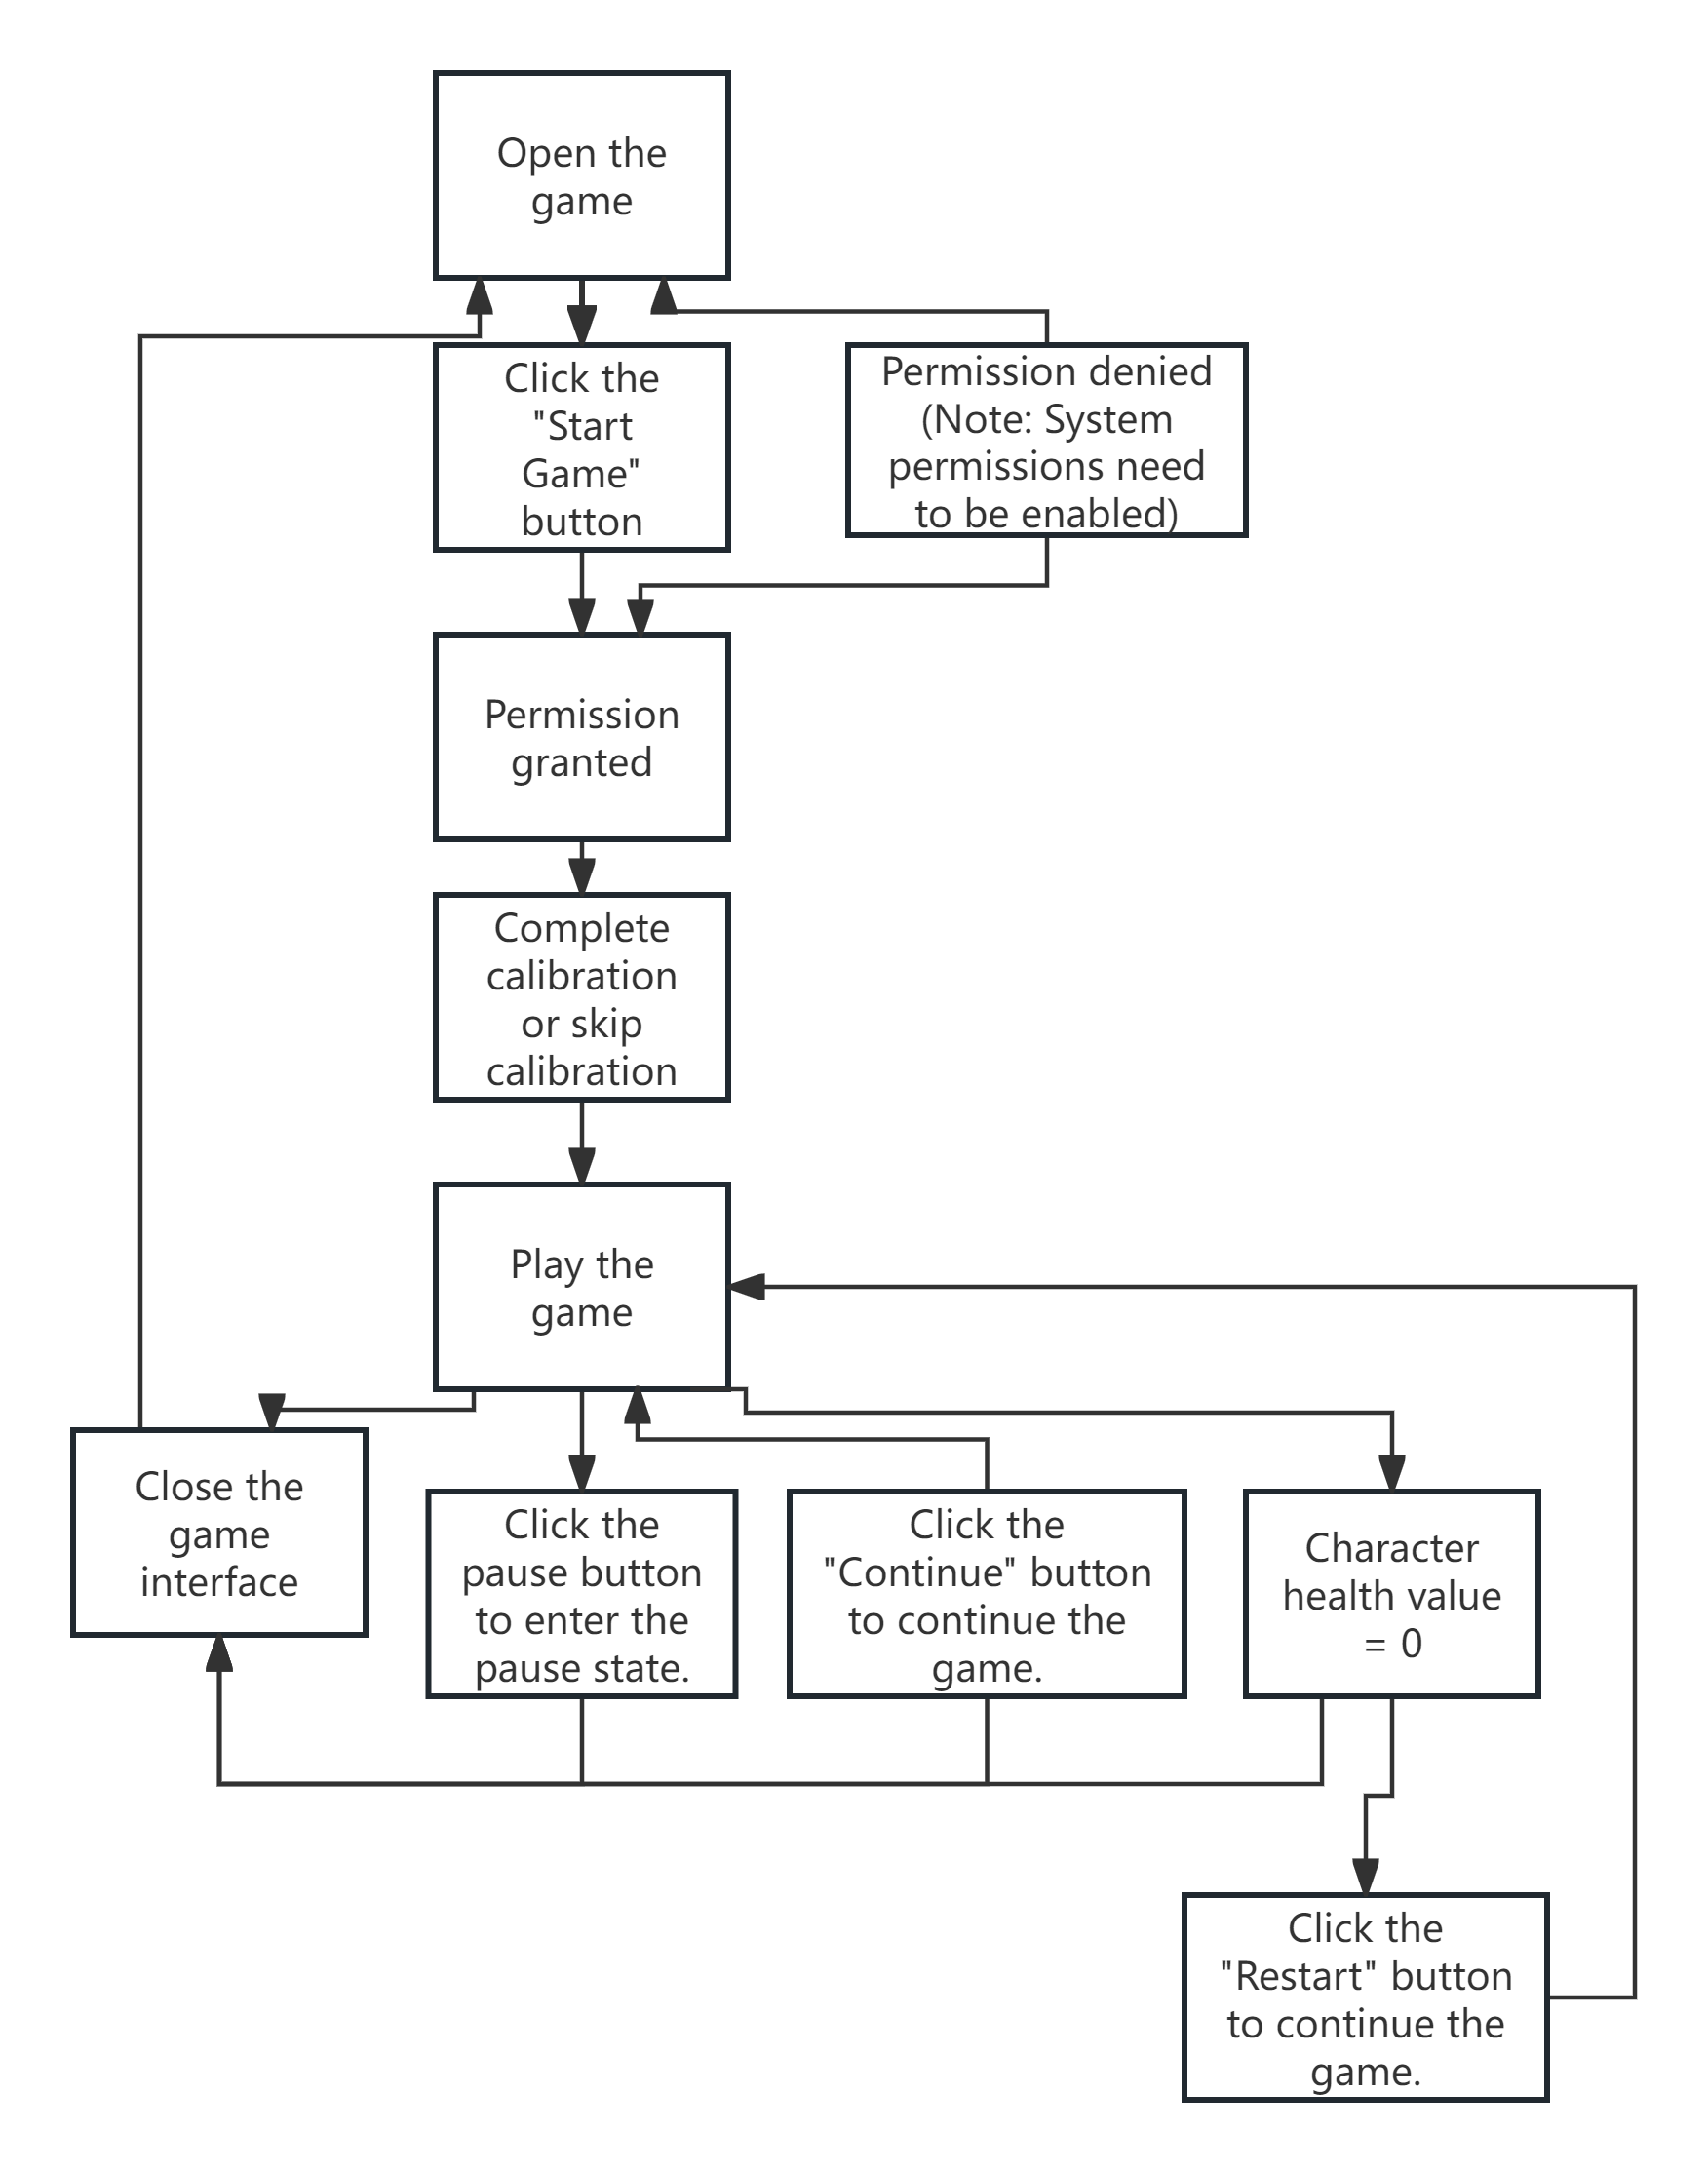 Open the
game
Click the
"Start
Game"
button
Permission denied
(Note: System
permissions need
to be enabled)
Permission
granted
Complete
calibration
or skip
calibration
Play the
game
Close the
game
interface
Click the
pause button
to enter the
pause state.
Click the
"Continue" button
to continue the
game.
Character
health value
= 0
Click the
"Restart" button
to continue the
game.